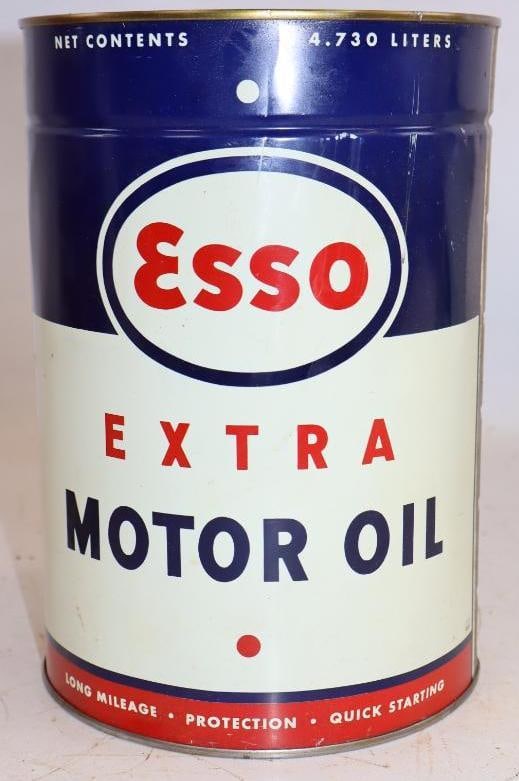 NET CONTENTS 4.730 LITERS
Esso
EXTRA
MOTOR OIL
LONG MILEAGE • PROTECTION • QUICK STARTING